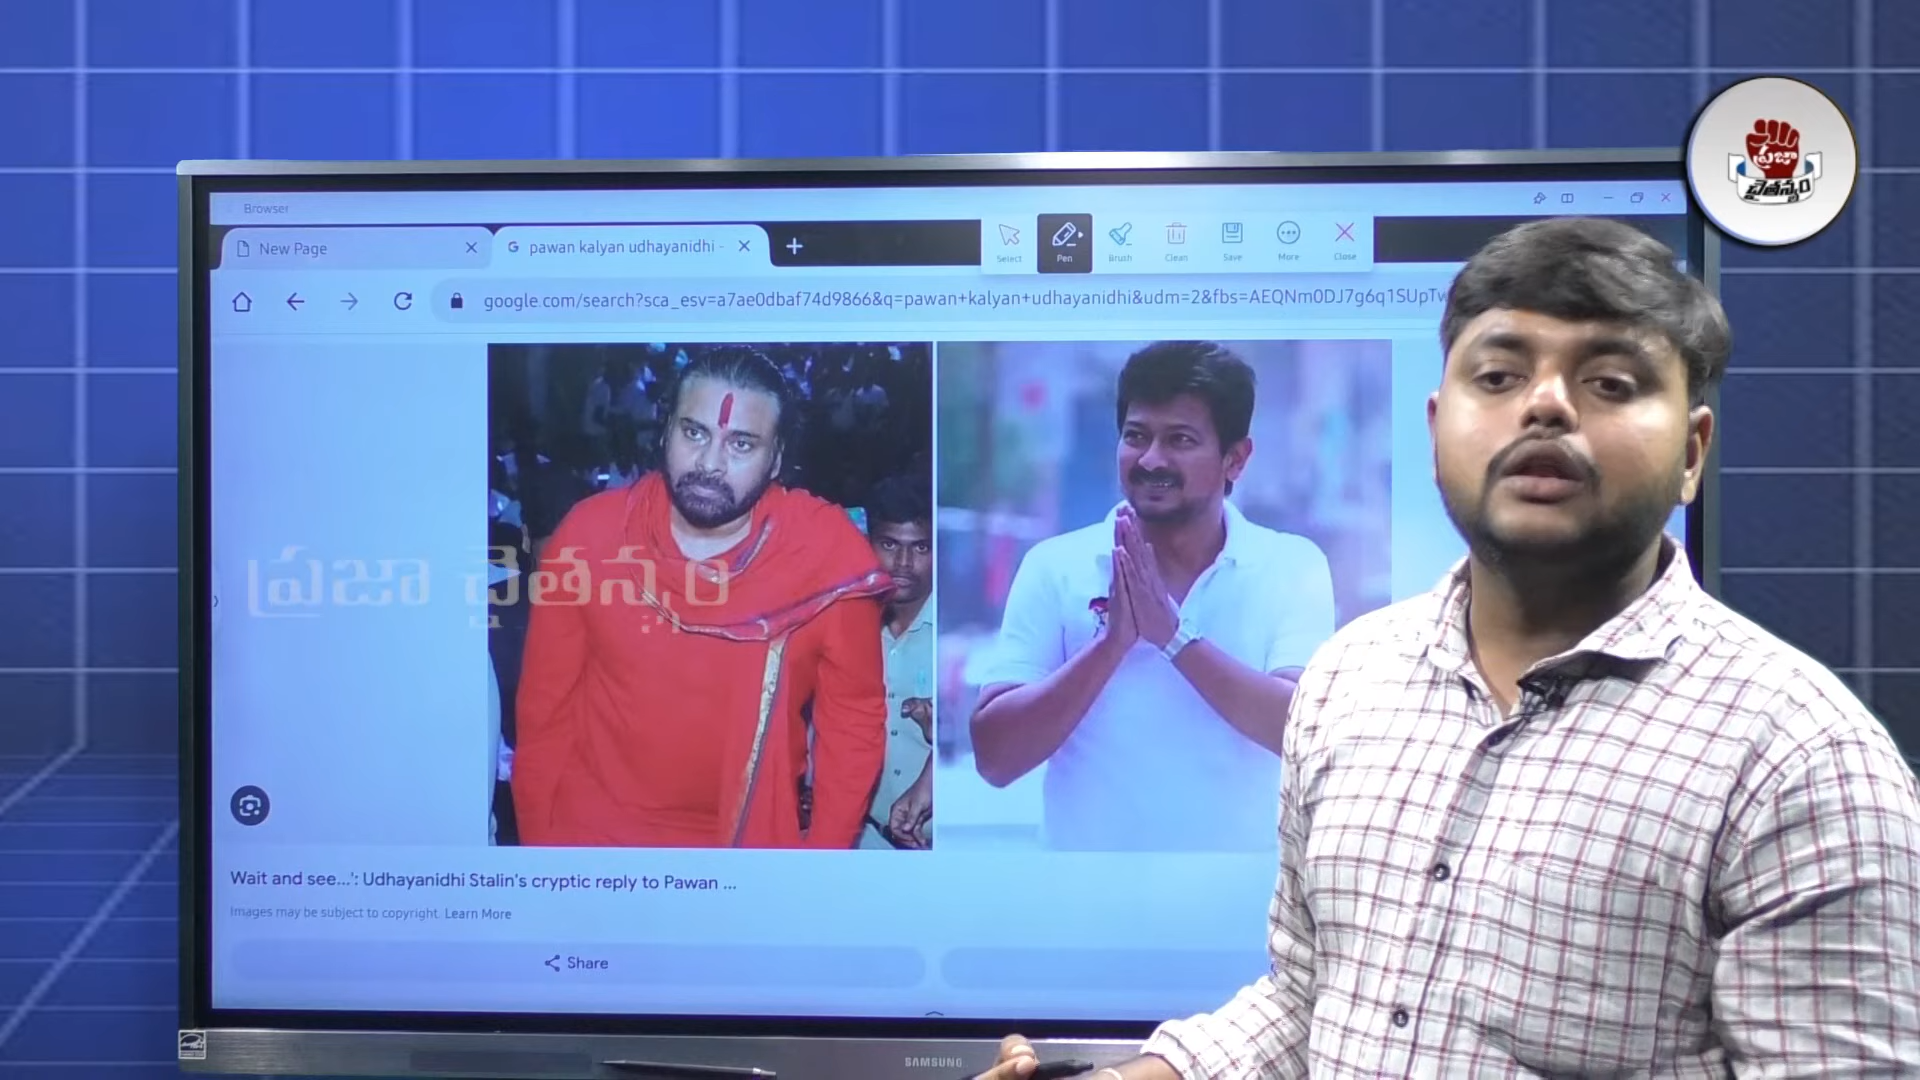 ప్రజా
చైతన్యం
Browser
New Page
G pawan kalyan udhayanidhi -
Select
Pen
Brush
Clean
Save
More
Close
google.com/search?sca_esv=a7ae0dbaf74d9866&q=pawan+kalyan+udhayanidhi&udm=2&fbs=AEQNm0DJ7g6q1SUpTw
ప్రజా చైతన్యం
Wait and see...': Udhayanidhi Stalin's cryptic reply to Pawan ...
Images may be subject to copyright. Learn More
Share
SAMSUNG